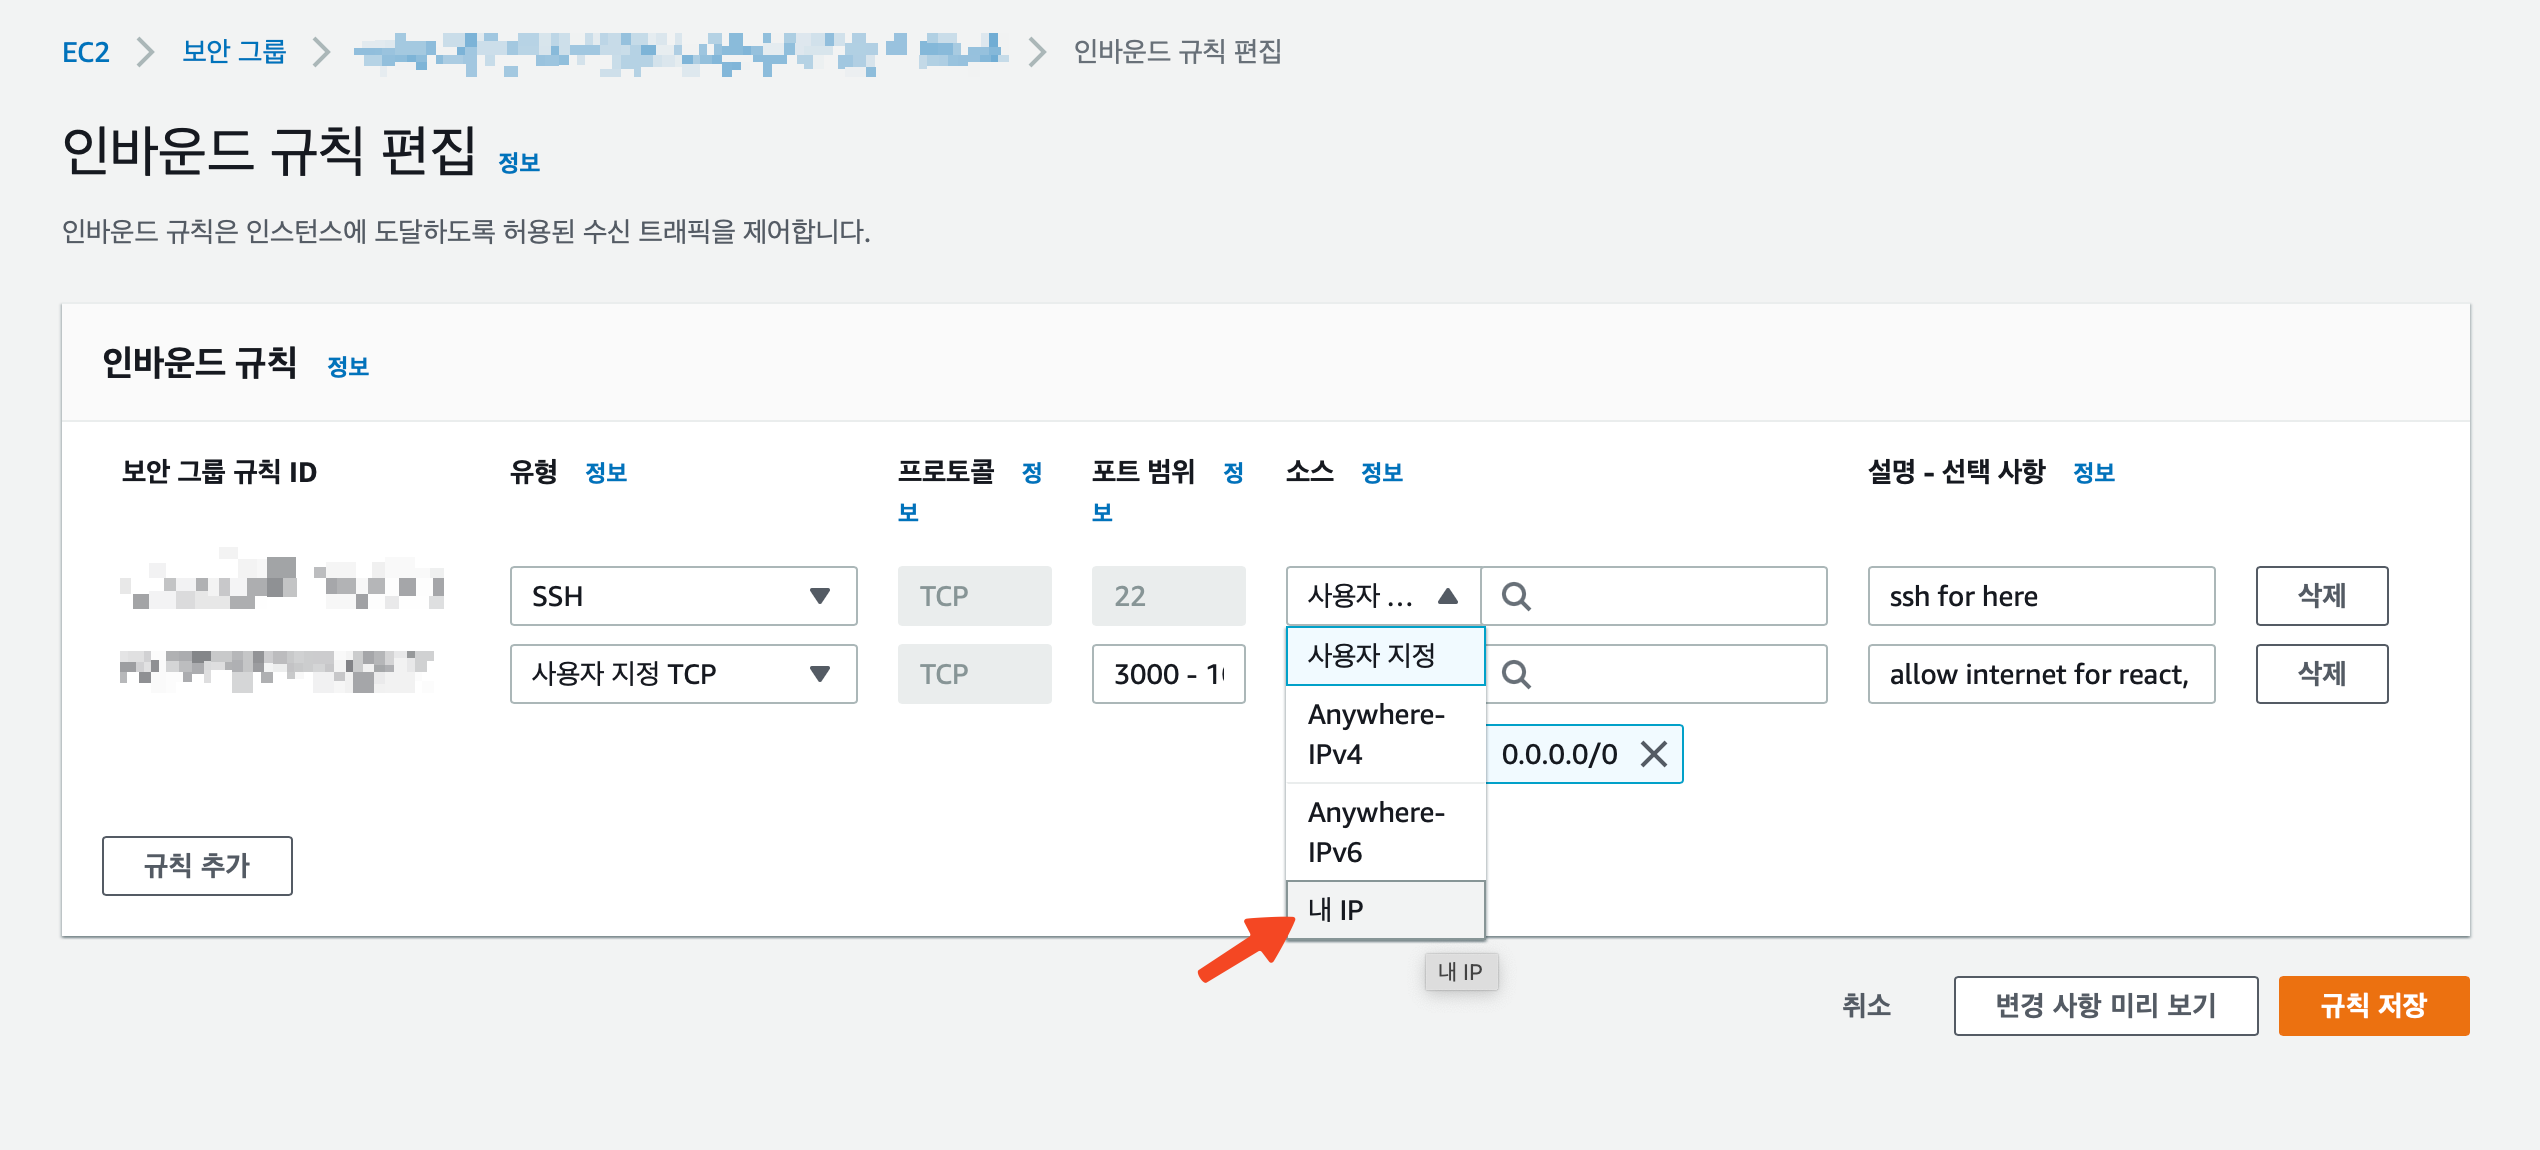 EC2 보안 그룹 인바운드 규칙 편집
인바운드 규칙 편집 정보
인바운드 규칙은 인스턴스에 도달하도록 허용된 수신 트래픽을 제어합니다.
인바운드 규칙 정보
보안 그룹 규칙 ID 유형 정보 프로토콜 정보 포트 범위 정보 소스 정보 설명 - 선택 사항 정보
SSH TCP 22 사용자 ... ssh for here 삭제
사용자 지정
사용자 지정 TCP TCP 3000 - 10 allow internet for react, 삭제
Anywhere-
IPv4
0.0.0.0/0
Anywhere-
IPv6
규칙 추가
내 IP
내 IP
취소 변경 사항 미리 보기 규칙 저장